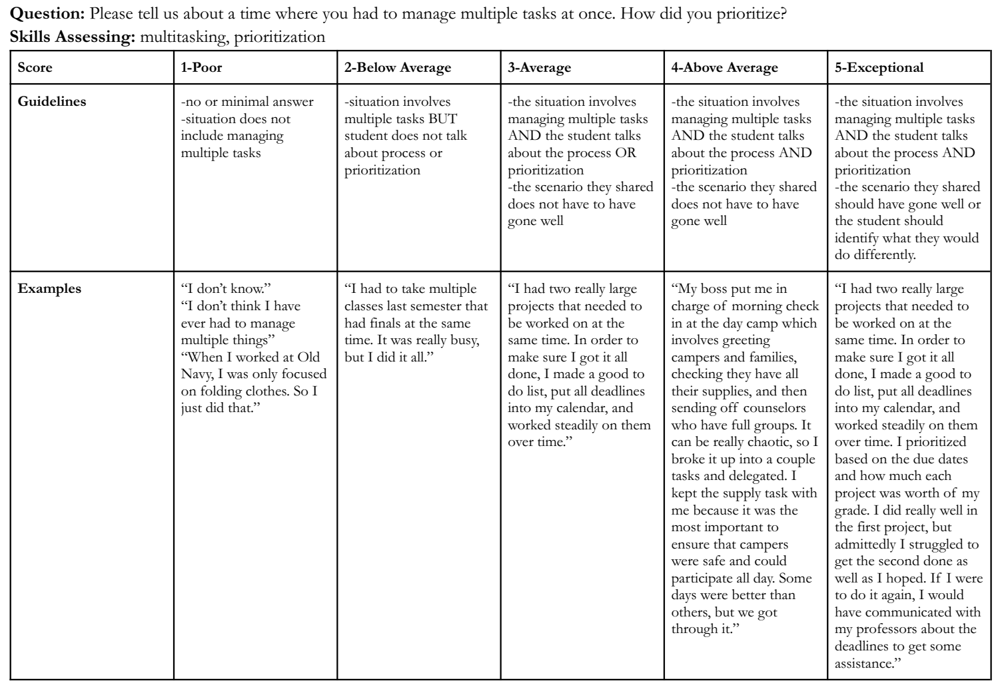 Question: Please tell us about a time where you had to manage multiple tasks at once. How did you prioritize?
Skills Assessing: multitasking, prioritization
Score
1-Poor
2-Below Average
3-Average
4-Above Average
5-Exceptional
Guidelines
-no or minimal answer
-situation does not
include managing
multiple tasks
-situation involves
multiple tasks BUT
student does not talk
about process or
prioritization
-the situation involves
managing multiple tasks
AND the student talks
about the process OR
prioritization
-the scenario they shared
does not have to have
gone well
-the situation involves
managing multiple tasks
AND the student talks
about the process AND
prioritization
-the scenario they shared
does not have to have
gone well
-the situation involves
managing multiple tasks
AND the student talks
about the process AND
prioritization
-the scenario they shared
should have gone well or
the student should
identify what they would
do differently.
Examples
“I don’t know.”
“I don’t think I have
ever had to manage
multiple things”
“When I worked at Old
Navy, I was only focused
on folding clothes. So I
just did that.”
“I had to take multiple
classes last semester that
had finals at the same
time. It was really busy,
but I did it all.”
“I had two really large
projects that needed to
be worked on at the
same time. In order to
make sure I got it all
done, I made a good to
do list, put all deadlines
into my calendar, and
worked steadily on them
over time.”
“My boss put me in
charge of morning check
in at the day camp which
involves greeting
campers and families,
checking they have all
their supplies, and then
sending off counselors
who have full groups. It
can be really chaotic, so I
broke it up into a couple
tasks and delegated. I
kept the supply task with
me because it was the
most important to
ensure that campers
were safe and could
participate all day. Some
days were better than
others, but we got
through it.”
“I had two really large
projects that needed to
be worked on at the
same time. In order to
make sure I got it all
done, I made a good to
do list, put all deadlines
into my calendar, and
worked steadily on them
over time. I prioritized
based on the due dates
and how much each
project was worth of my
grade. I did really well in
the first project, but
admittedly I struggled to
get the second done as
well as I hoped. If I were
to do it again, I would
have communicated with
my professors about the
deadlines to get some
assistance.”